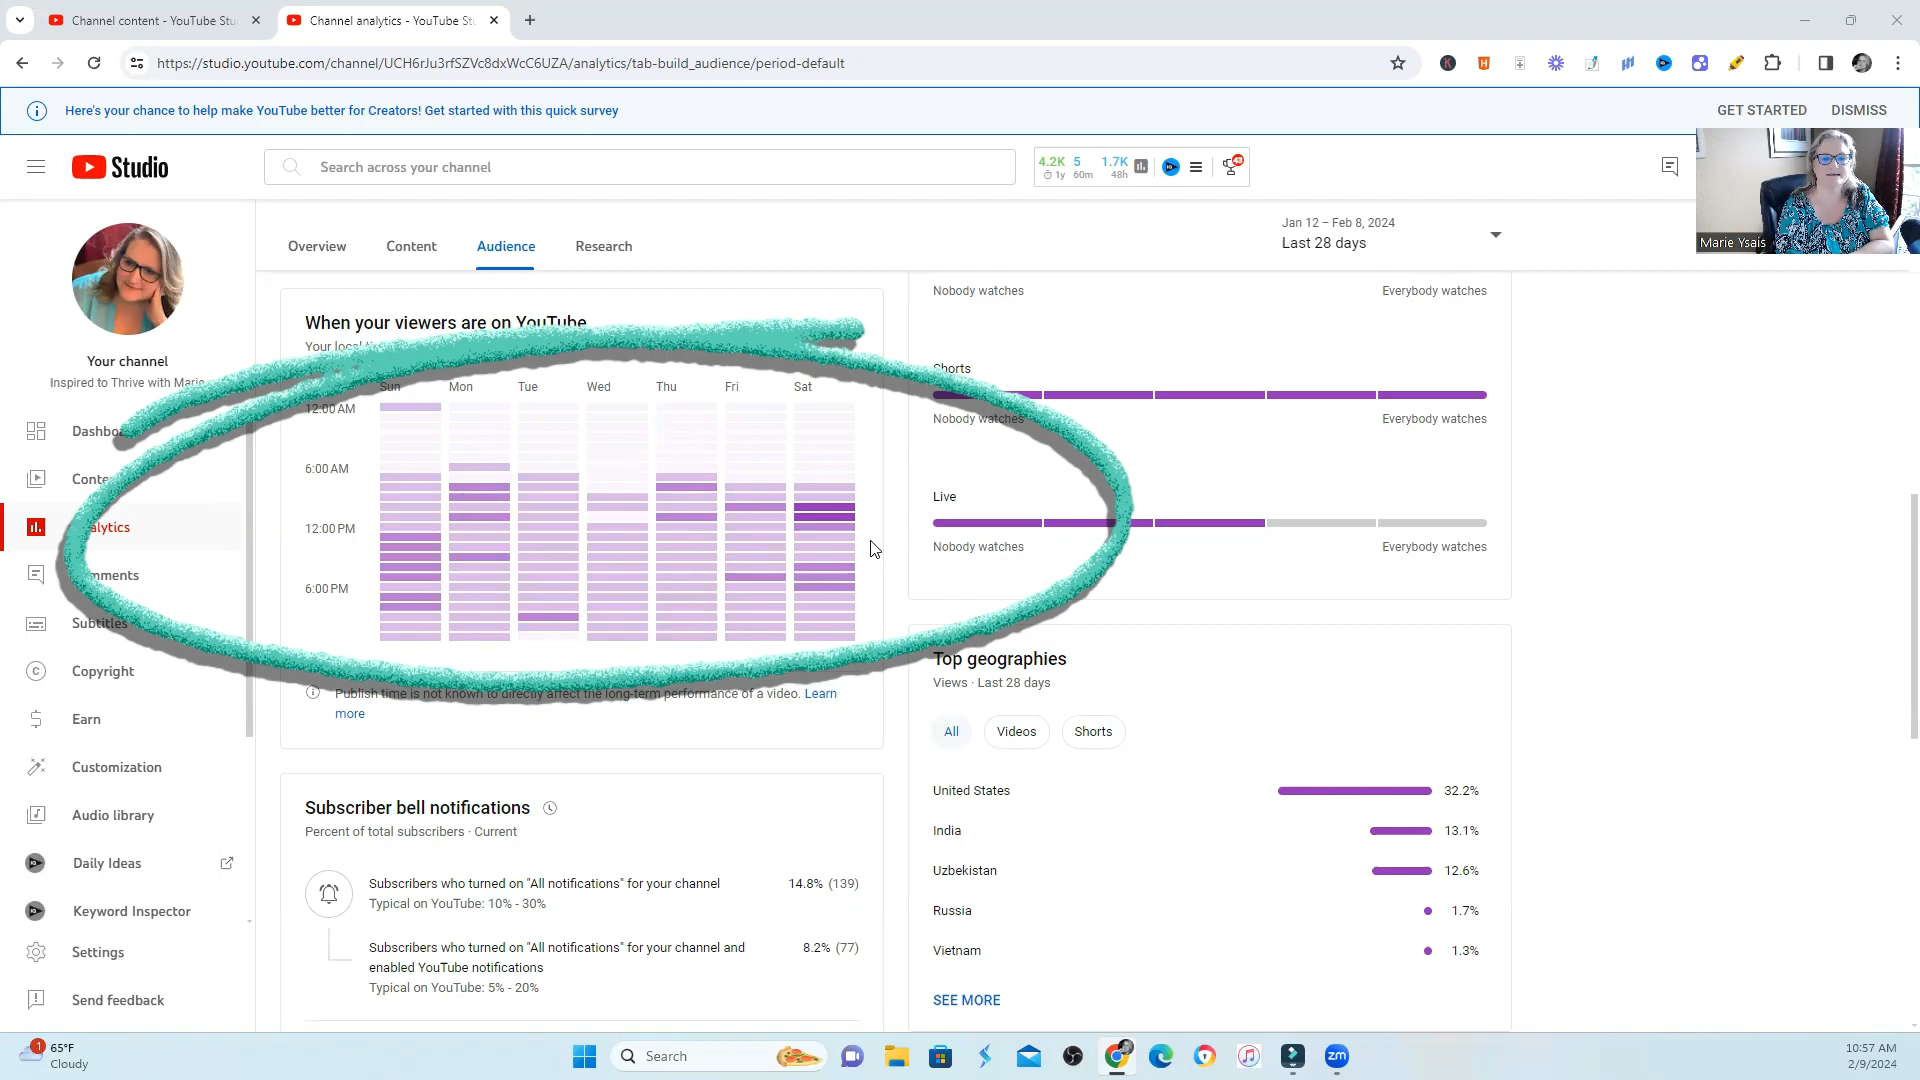 Channel content - YouTube Stu
Channel analytics - YouTube St
https://studio.youtube.com/channel/UCH6rJu3rfSZVc8dxWcC6UZA/analytics/tab-build_audience/period-default
Here's your chance to help make YouTube better for Creators! Get started with this quick survey
GET STARTED
DISMISS
Studio
Search across your channel
4.2K 5 1.7K
1y 60m 48h
43
Marie Ysais
Your channel
Inspired to Thrive with Marie
Dashbo
Conte
alytics
mments
Subtitles
Copyright
Earn
Customization
Audio library
Daily Ideas
Keyword Inspector
Settings
Send feedback
Overview
Content
Audience
Research
Jan 12 – Feb 8, 2024
Last 28 days
When your viewers are on YouTube
Your local
Sun Mon Tue Wed Thu Fri Sat
12:00 AM
6:00 AM
12:00 PM
6:00 PM
Publish time is not known to directly affect the long-term performance of a video. Learn
more
Subscriber bell notifications
Percent of total subscribers · Current
Subscribers who turned on "All notifications" for your channel 14.8% (139)
Typical on YouTube: 10% - 30%
Subscribers who turned on "All notifications" for your channel and 8.2% (77)
enabled YouTube notifications
Typical on YouTube: 5% - 20%
Nobody watches Everybody watches
Shorts
Nobody watches Everybody watches
Live
Nobody watches Everybody watches
Top geographies
Views · Last 28 days
All Videos Shorts
United States 32.2%
India 13.1%
Uzbekistan 12.6%
Russia 1.7%
Vietnam 1.3%
SEE MORE
1
65°F
Cloudy
Search
zm
10:57 AM
2/9/2024